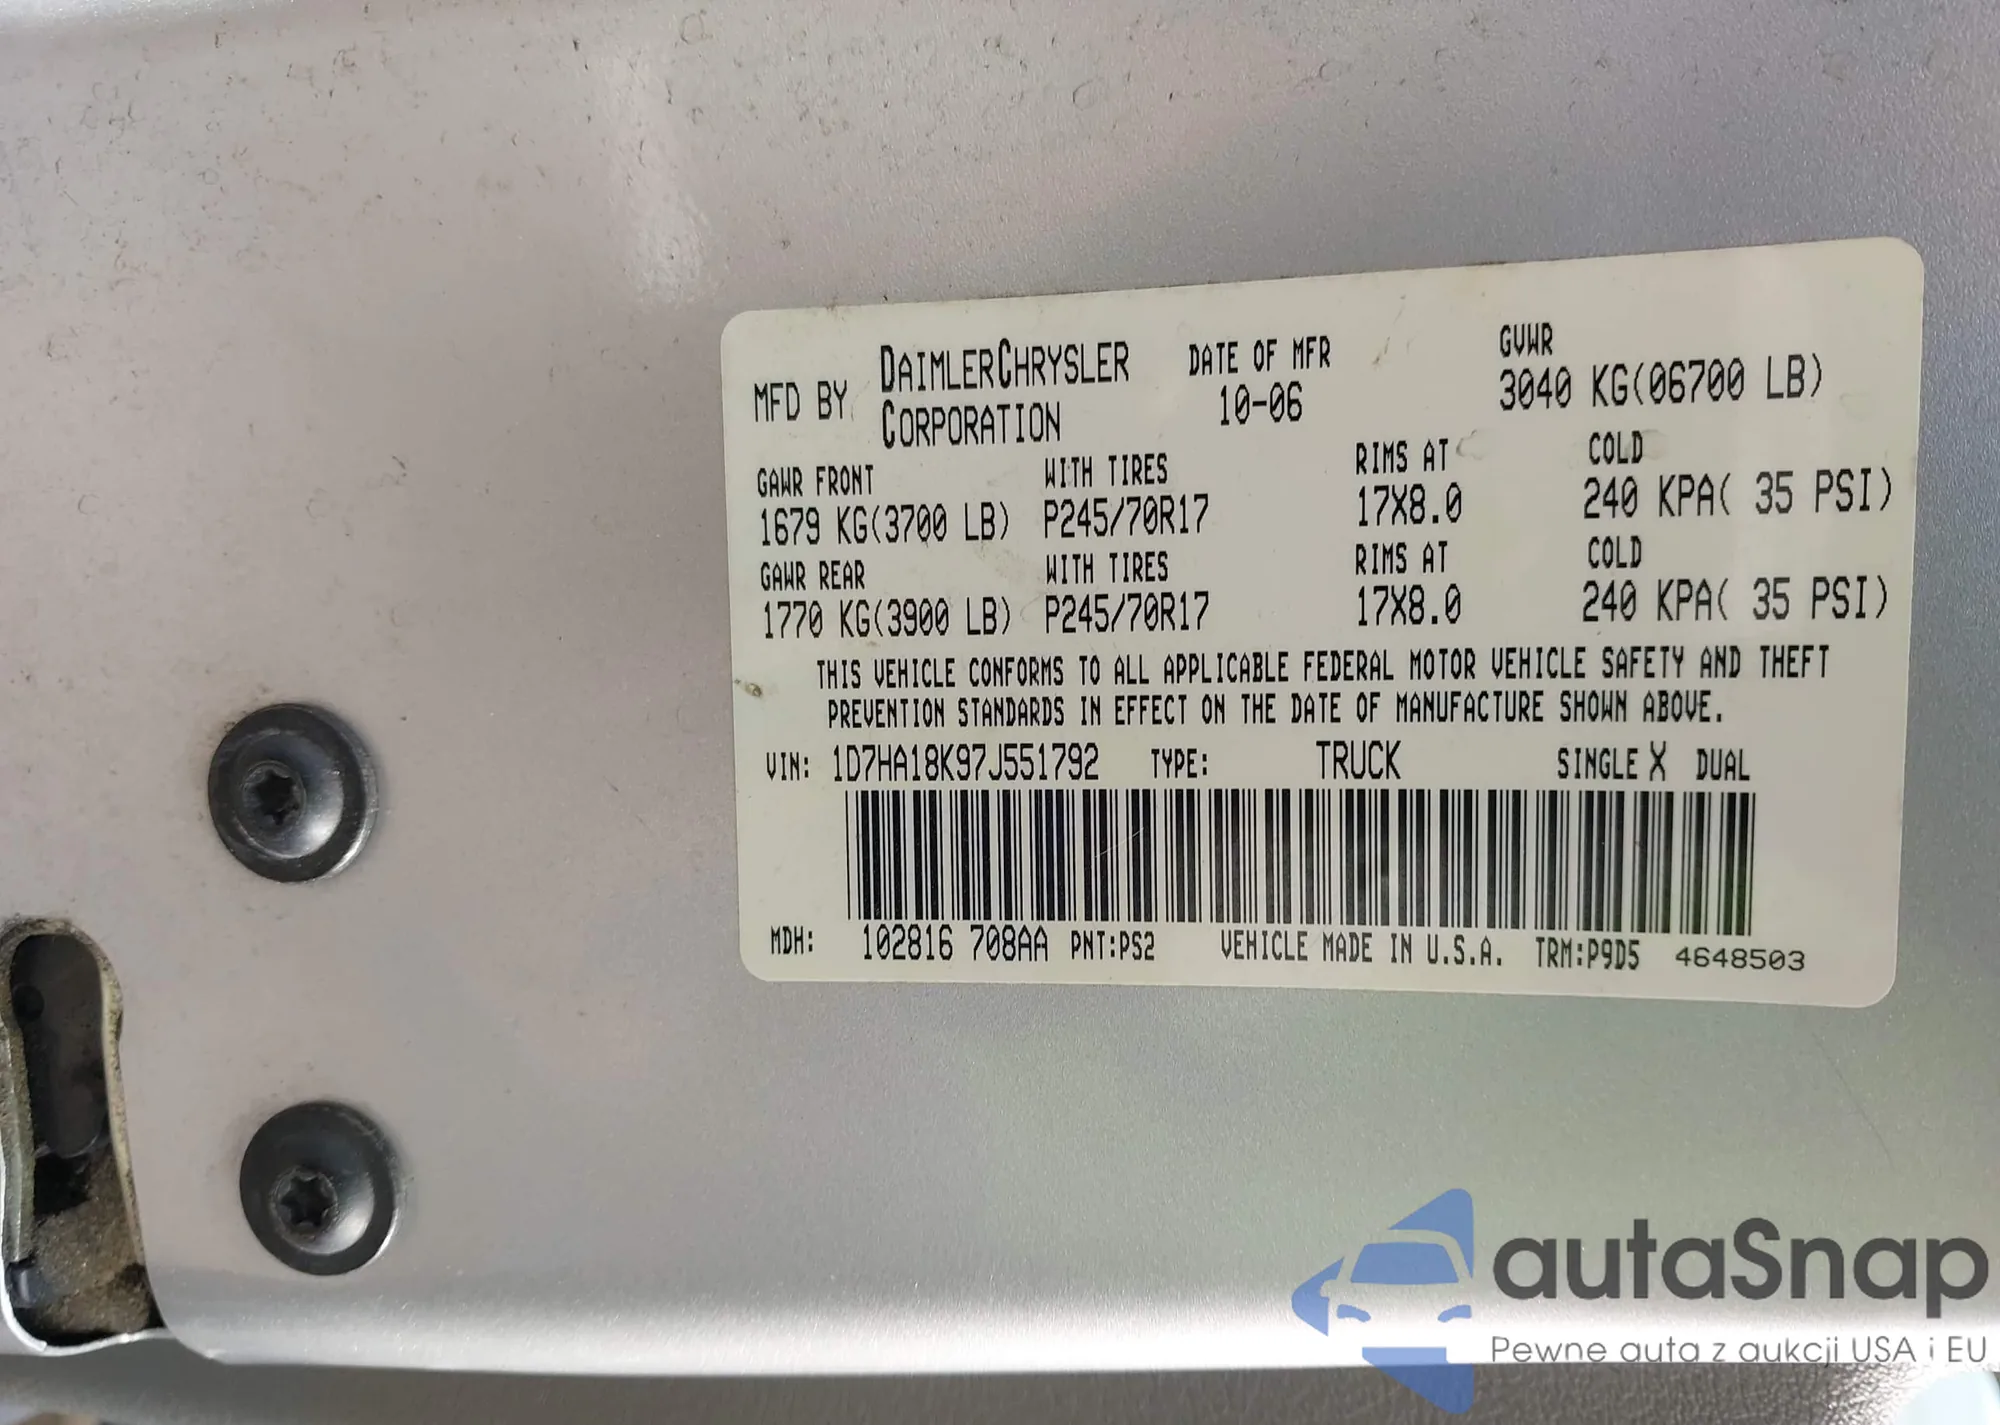 MFD BY DAIMLERCHRYSLER CORPORATION DATE OF MFR 10-06 GVWR 3040 KG(06700 LB)
GAWR FRONT WITH TIRES RIMS AT COLD
1679 KG(3700 LB) P245/70R17 17X8.0 240 KPA( 35 PSI)
GAWR REAR WITH TIRES RIMS AT COLD
1770 KG(3900 LB) P245/70R17 17X8.0 240 KPA( 35 PSI)
THIS VEHICLE CONFORMS TO ALL APPLICABLE FEDERAL MOTOR VEHICLE SAFETY AND THEFT
PREVENTION STANDARDS IN EFFECT ON THE DATE OF MANUFACTURE SHOWN ABOVE.
VIN: 1D7HA18K97J551792 TYPE: TRUCK SINGLE X DUAL
MDH: 102816 708AA PNT:PS2 VEHICLE MADE IN U.S.A. TRM:P9D5 4648503
autaSnap
Pewne auta z aukcji USA i EU